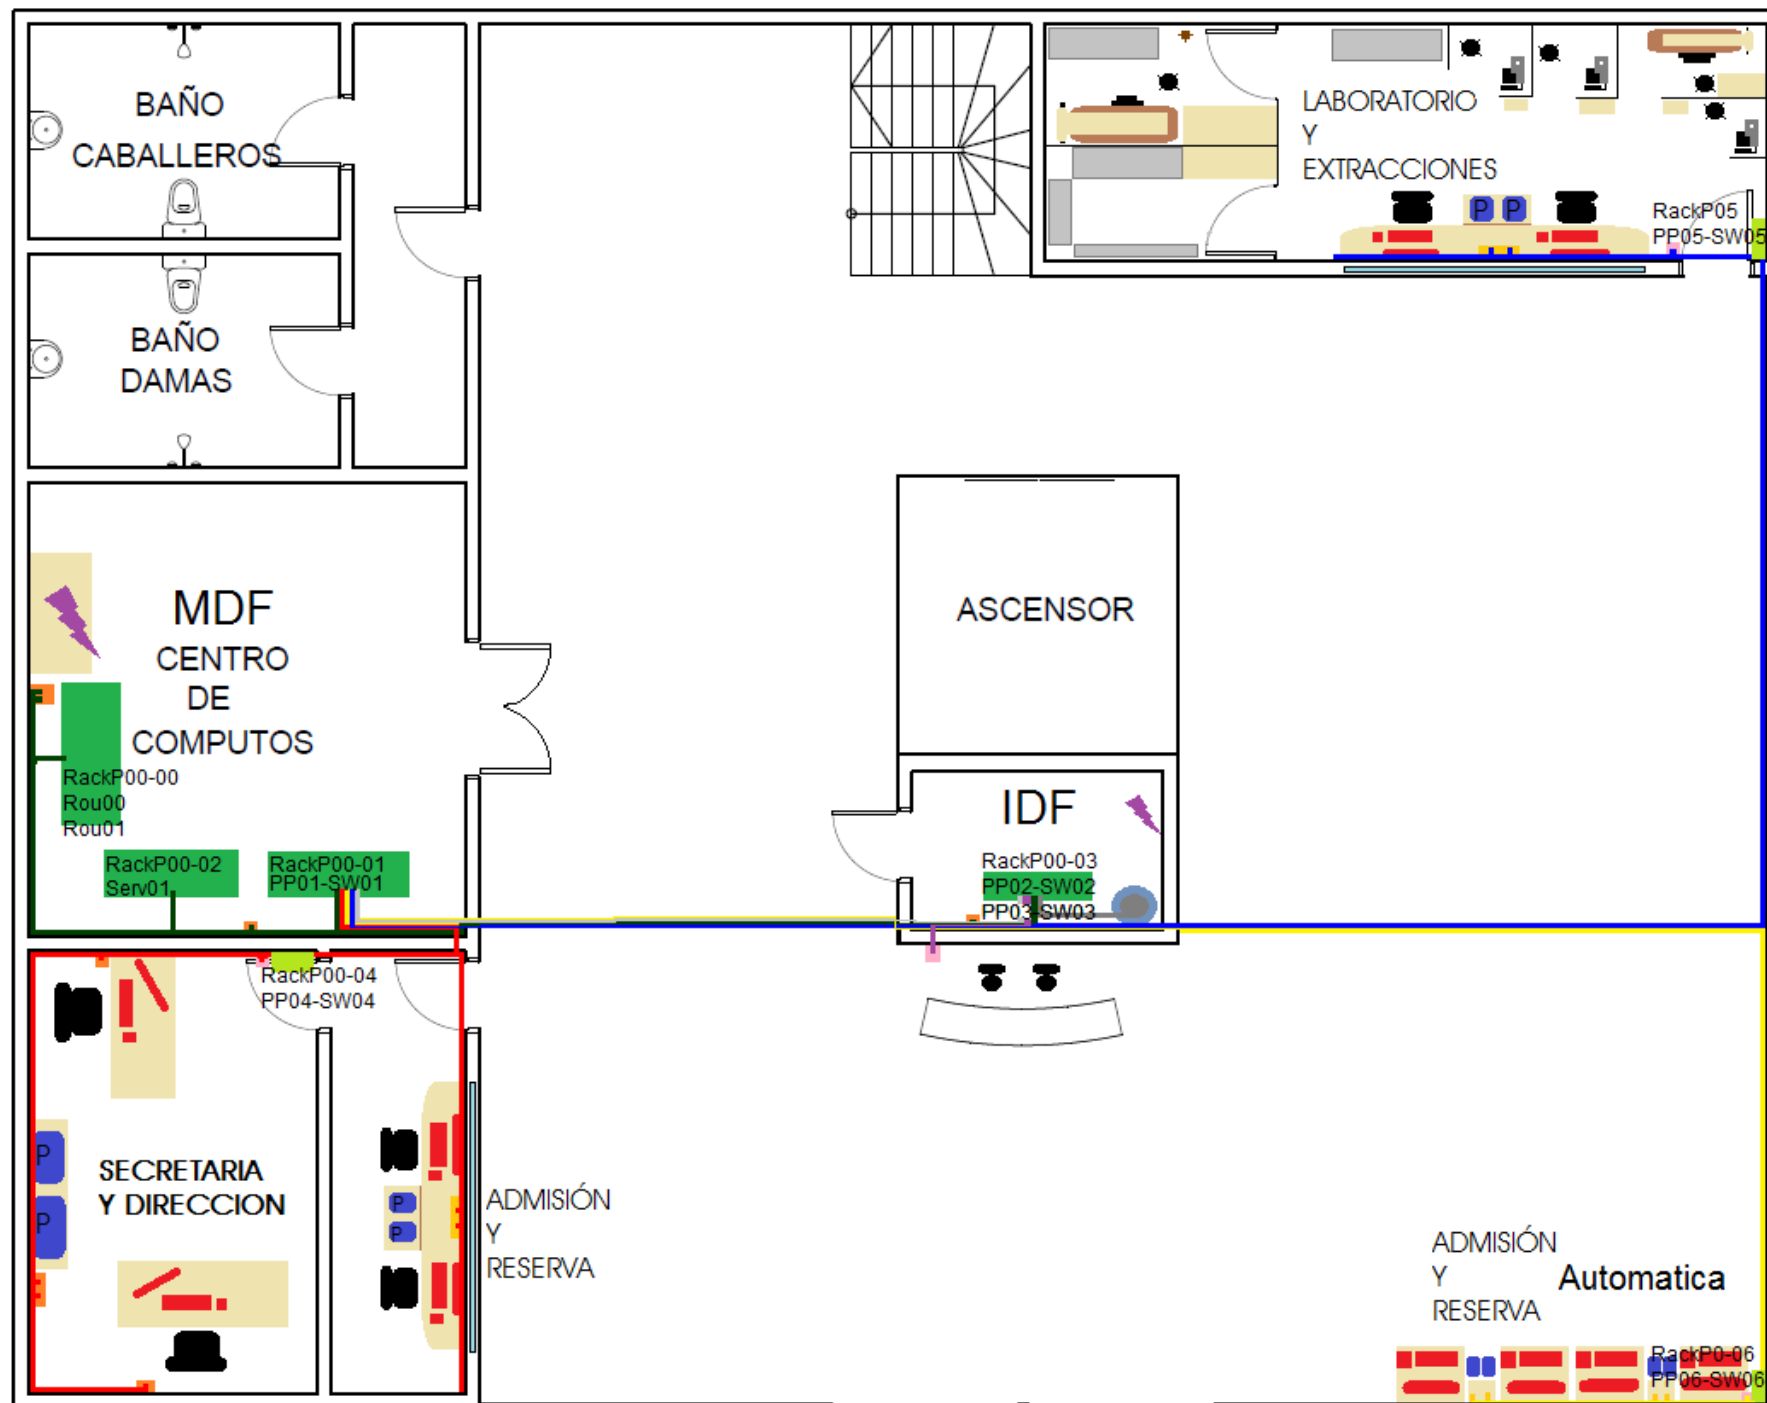 BAÑO
CABALLEROS
BAÑO
DAMAS
LABORATORIO
Y
EXTRACCIONES
P P
RackP05
PP05-SW05
MDF
CENTRO
DE
COMPUTOS
RackP00-00
Rou00
Rou01
RackP00-02
Serv01
RackP00-01
PP01-SW01
ASCENSOR
IDF
RackP00-03
PP02-SW02
PP03-SW03
RackP00-04
PP04-SW04
P
P
SECRETARIA
Y DIRECCION
P
P
ADMISIÓN
Y
RESERVA
ADMISIÓN
Y
RESERVA
Automatica
RackP0-06
PP06-SW06